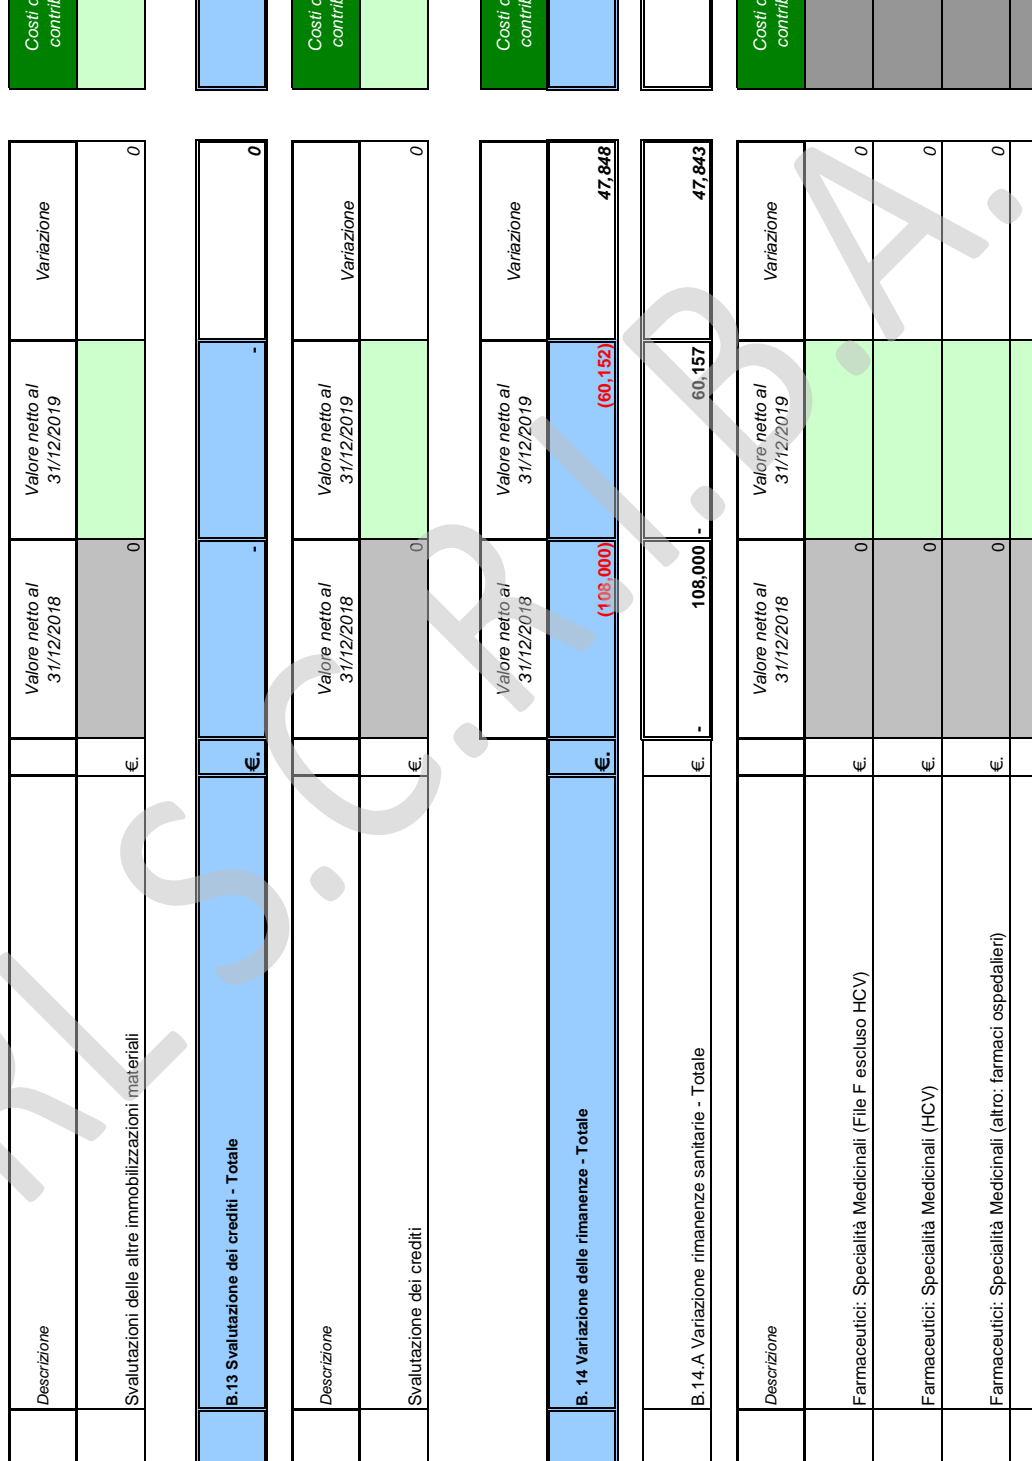 Descrizione Valore netto al 31/12/2018 Valore netto al 31/12/2019 Variazione Costi
Svalutazioni delle altre immobilizzazioni materiali €. 0 0
B.13 Svalutazione dei crediti - Totale €. - - 0
Descrizione Valore netto al 31/12/2018 Valore netto al 31/12/2019 Variazione Costi
Svalutazione dei crediti €. 0 0
Valore netto al 31/12/2018 Valore netto al 31/12/2019 Variazione Costi
B. 14 Variazione delle rimanenze - Totale €. (108,000) (60,152) 47,848
B.14.A Variazione rimanenze sanitarie - Totale €. - 108,000 - 60,157 47,843
Descrizione Valore netto al 31/12/2018 Valore netto al 31/12/2019 Variazione Costi
Farmaceutici: Specialità Medicinali (File F escluso HCV) €. 0 0
Farmaceutici: Specialità Medicinali (HCV) €. 0 0
Farmaceutici: Specialità Medicinali (altro: farmaci ospedalieri) €. 0 0
RL S.C.R.I.B.A.